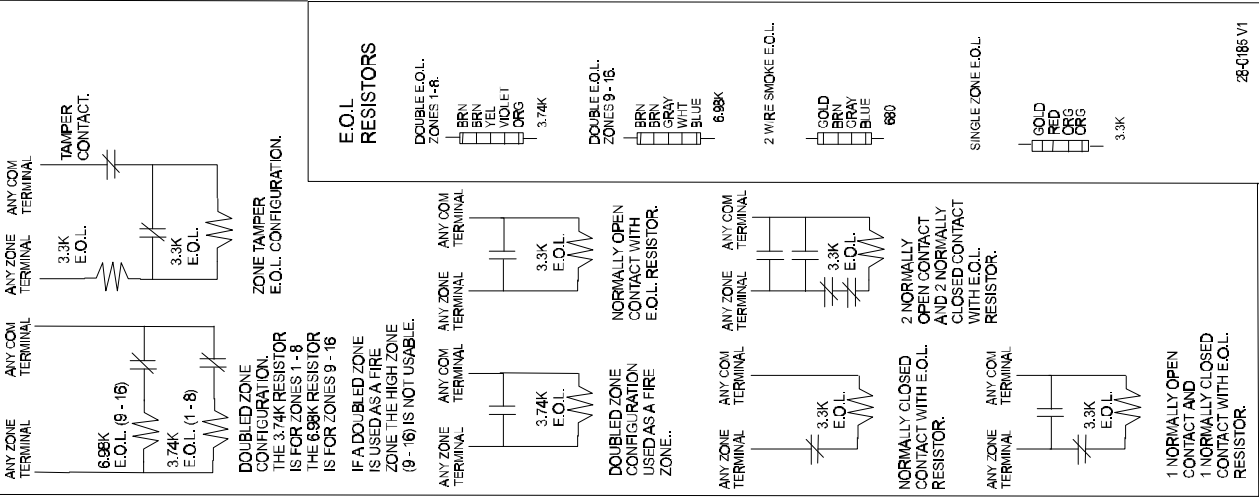 ANY ZONE
TERMINAL
ANY COM
TERMINAL
6.98K
E.O.L. (9 - 16)
3.74K
E.O.L. (1 - 8)
DOUBLED ZONE
CONFIGURATION.
THE 3.74K RESISTOR
IS FOR ZONES 1 - 8
THE 6.98K RESISTOR
IS FOR ZONES 9 - 16
IF A DOUBLED ZONE
IS USED AS A FIRE
ZONE THE HIGH ZONE
(9 - 16) IS NOT USABLE.
ANY ZONE
TERMINAL
ANY COM
TERMINAL
TAMPER
CONTACT.
3.3K
E.O.L.
3.3K
E.O.L.
ZONE TAMPER
E.O.L. CONFIGURATION.
ANY ZONE
TERMINAL
ANY COM
TERMINAL
3.74K
E.O.L.
DOUBLED ZONE
CONFIGURATION
USED AS A FIRE
ZONE..
ANY ZONE
TERMINAL
ANY COM
TERMINAL
3.3K
E.O.L.
NORMALLY OPEN
CONTACT WITH
E.O.L. RESISTOR.
ANY ZONE
TERMINAL
ANY COM
TERMINAL
3.3K
E.O.L.
NORMALLY CLOSED
CONTACT WITH E.O.L.
RESISTOR.
ANY ZONE
TERMINAL
ANY COM
TERMINAL
3.3K
E.O.L.
2 NORMALLY
OPEN CONTACT
AND 2 NORMALLY
CLOSED CONTACT
WITH E.O.L.
RESISTOR.
ANY ZONE
TERMINAL
ANY COM
TERMINAL
3.3K
E.O.L.
1 NORMALLY OPEN
CONTACT AND
1 NORMALLY CLOSED
CONTACT WITH E.O.L.
RESISTOR.
E.O.L
RESISTORS
DOUBLE E.O.L.
ZONES 1-8.
BRN
BRN
YEL
VIOLET
ORG
3.74K
DOUBLE E.O.L.
ZONES 9 - 16.
BRN
BRN
GRAY
WHT
BLUE
6.98K
2 WIRE SMOKE E.O.L.
GOLD
BRN
GRAY
BLUE
680
SINGLE ZONE E.O.L.
GOLD
RED
ORG
ORG
3.3K
28-0185 V1